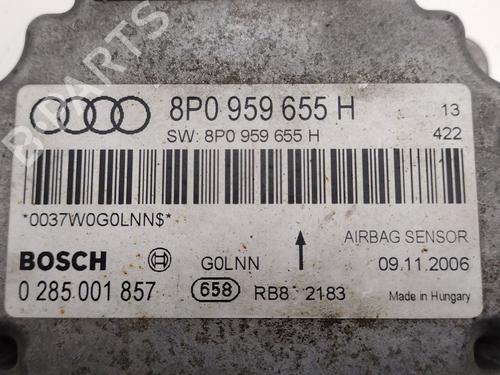 8P0 959 655 H 13
SW: 8P0 959 655 H 422
*0037W0G0LNN$*
AIRBAG SENSOR
BOSCH G0LNN 09.11.2006
0 285 001 857 658 RB8 2183 Made in Hungary
BPARTS